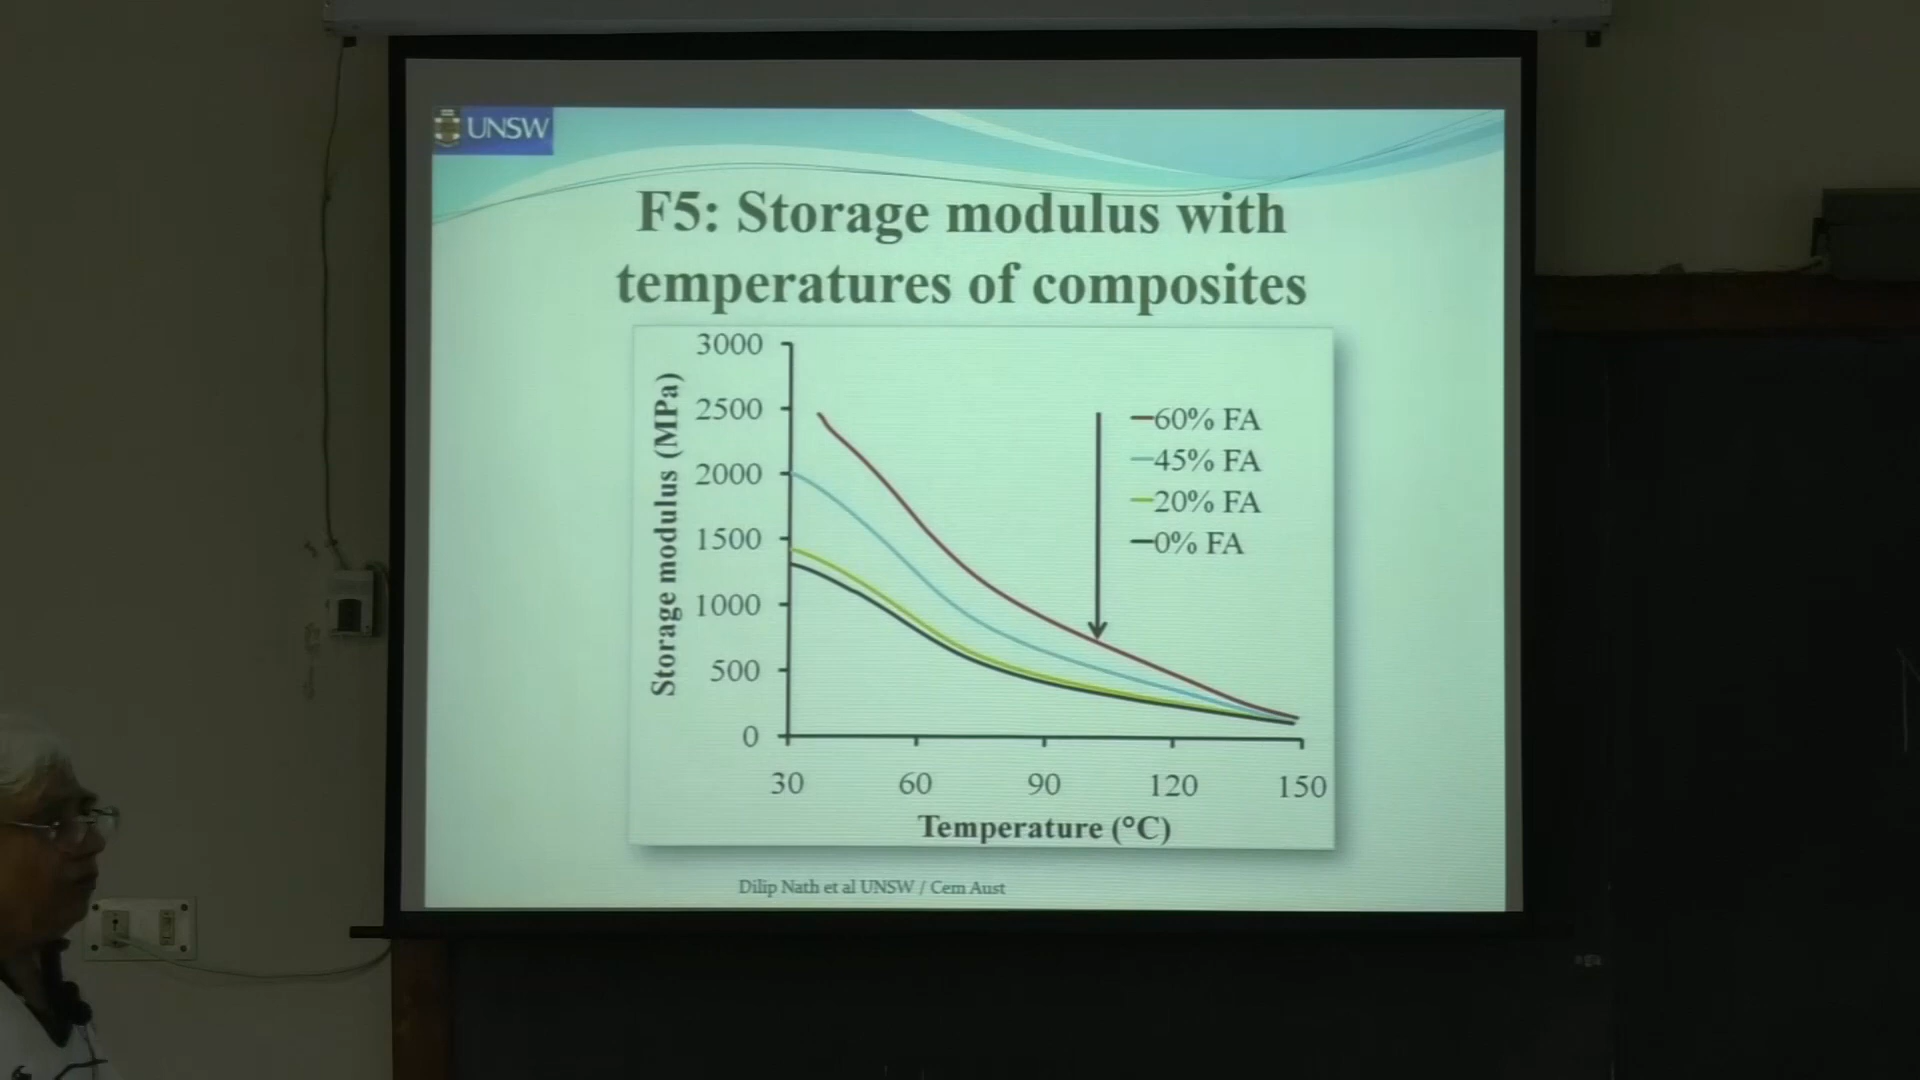 UNSW
F5: Storage modulus with
temperatures of composites
Storage modulus (MPa)
3000
2500
2000
1500
1000
500
0
60% FA
45% FA
20% FA
0% FA
30 60 90 120 150
Temperature (°C)
Dilip Nath et al UNSW / Cem Aust